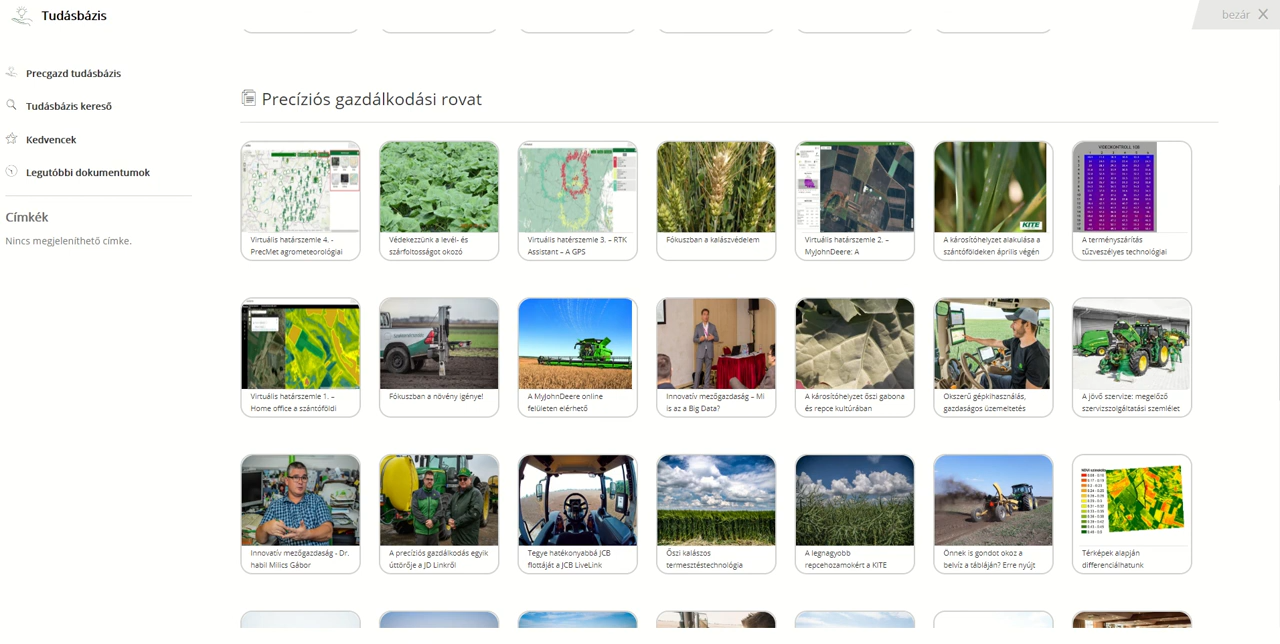 Tudásbázis
bezár
Precgazd tudásbázis
Tudásbázis kereső
Kedvencek
Legutóbbi dokumentumok
Címkék
Nincs megjeleníthető címke.
Precíziós gazdálkodási rovat
Virtuális határszemle 4. -
PrecMet agrometeorológiai
Védekezzünk a levél- és
szárfoltosságot okozó
Virtuális határszemle 3. – RTK
Assistant – A GPS
Fókuszban a kalászvédelem
Virtuális határszemle 2. –
MyJohnDeere: A
KITE
A károsítóhelyzet alakulása a
szántóföldeken április végén
VIDEOKONTROLL
A terményszárítás
tűzveszélyes technológiai
Virtuális határszemle 1. –
Home office a szántóföldi
Fókuszban a növény igénye!
A MyJohnDeere online
felületen elérhető
Innovatív mezőgazdaság – Mi
is az a Big Data?
A károsítóhelyzet őszi gabona
és repce kultúrában
Okszerű gépkihasználás,
gazdaságos üzemeltetés
A jövő szervize: megelőző
szervizszolgáltatási szemlélet
Innovatív mezőgazdaság - Dr.
habil Milics Gábor
A precíziós gazdálkodás egyik
úttörője a JD Linkről
Tegye hatékonyabbá JCB
flottáját a JCB LiveLink
Őszi kalászos
termesztéstechnológia
A legnagyobb
repcehozamokért a KITE
Önnek is gondot okoz a
belvíz a tábláján? Erre nyújt
Térképek alapján
differenciálhatunk